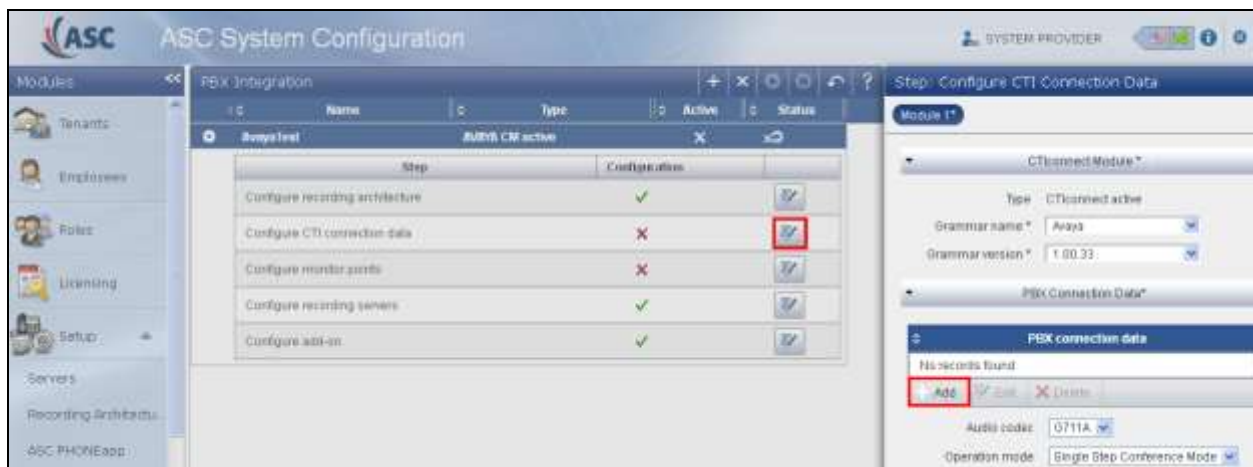 ASC
ASC System Configuration
SYSTEM PROVIDER
Modules
<<
Tenants
Employees
Roles
Licensing
Setup
Servers
Recording Architectu
ASC PHONEapp
PBX Integration
?
Name
Type
Active
Status
AvayaTest
AVAYA CM active
Step
Configuration
Configure recording architecture
Configure CTI connection data
Configure monitor points
Configure recording servers
Configure add-on
Step: Configure CTI Connection Data
Module 1*
CTIconnect Module *
Type CTIconnect active
Grammar name * Avaya
Grammar version * 1.00.33
PBX Connection Data*
PBX connection data
No records found
Add Edit Delete
Audio codec G711A
Operation mode Single Step Conference Mode